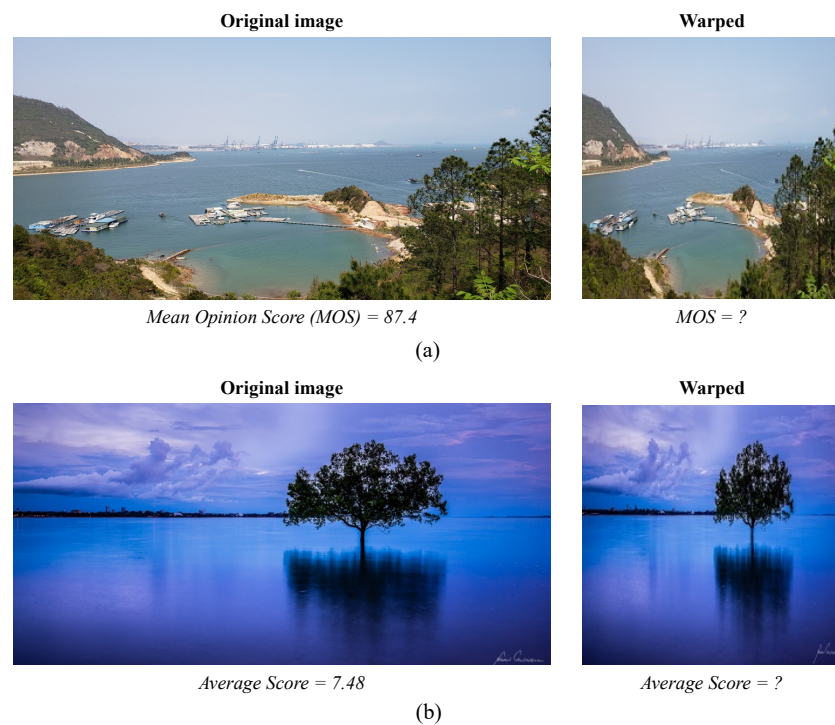 Original image
Warped
Mean Opinion Score (MOS) = 87.4
MOS = ?
(a)
Original image
Warped
Average Score = 7.48
Average Score = ?
(b)